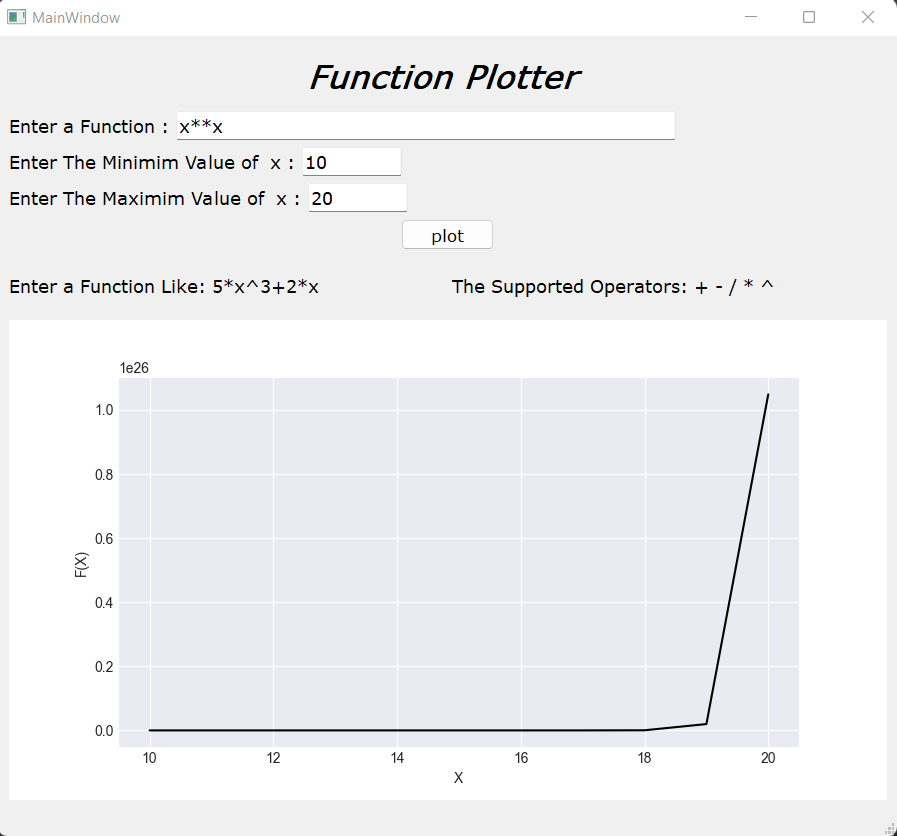 MainWindow
Function Plotter
Enter a Function : x**x
Enter The Minimim Value of x : 10
Enter The Maximim Value of x : 20
plot
Enter a Function Like: 5*x^3+2*x
The Supported Operators: + - / * ^
1e26
1.0
0.8
0.6
0.4
0.2
0.0
F(X)
10 12 14 16 18 20
X